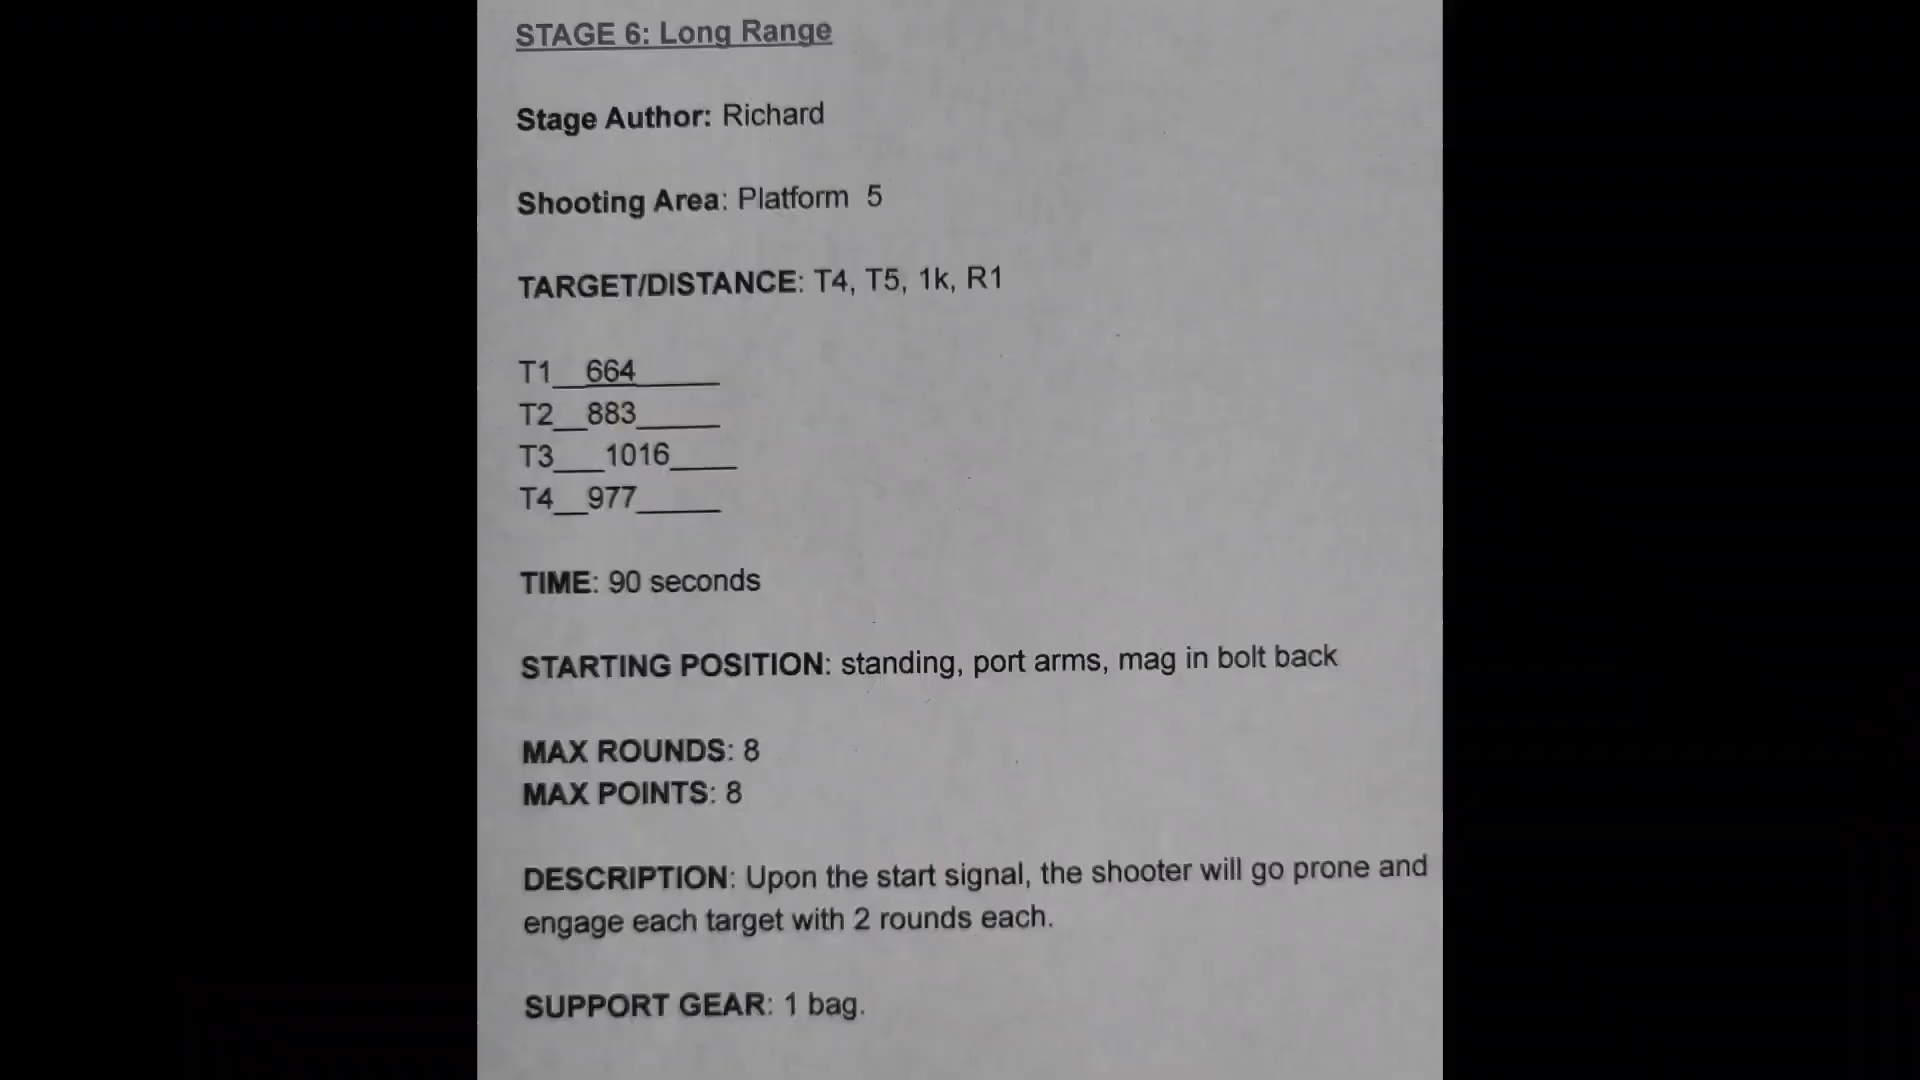 STAGE 6: Long Range
Stage Author: Richard
Shooting Area: Platform 5
TARGET/DISTANCE: T4, T5, 1k, R1
T1__664_____
T2__883_____
T3___1016____
T4__977_____
TIME: 90 seconds
STARTING POSITION: standing, port arms, mag in bolt back
MAX ROUNDS: 8
MAX POINTS: 8
DESCRIPTION: Upon the start signal, the shooter will go prone and
engage each target with 2 rounds each.
SUPPORT GEAR: 1 bag.